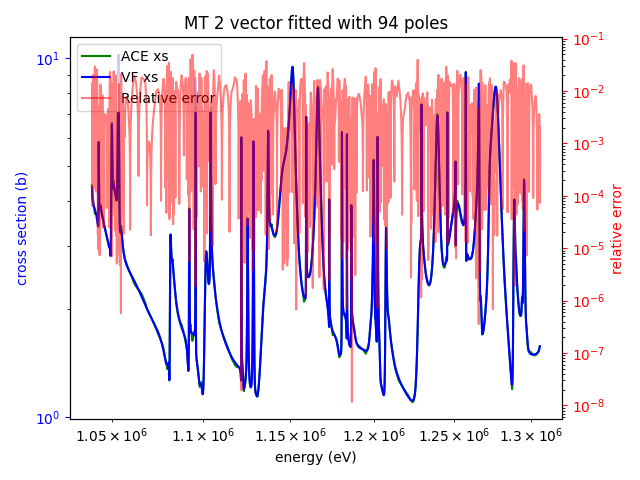 MT 2 vector fitted with 94 poles
ACE xs
VF xs
Relative error
cross section (b)
10¹
10⁰
relative error
10⁻¹
10⁻²
10⁻³
10⁻⁴
10⁻⁵
10⁻⁶
10⁻⁷
10⁻⁸
1.05 × 10⁶ 1.1 × 10⁶ 1.15 × 10⁶ 1.2 × 10⁶ 1.25 × 10⁶ 1.3 × 10⁶
energy (eV)